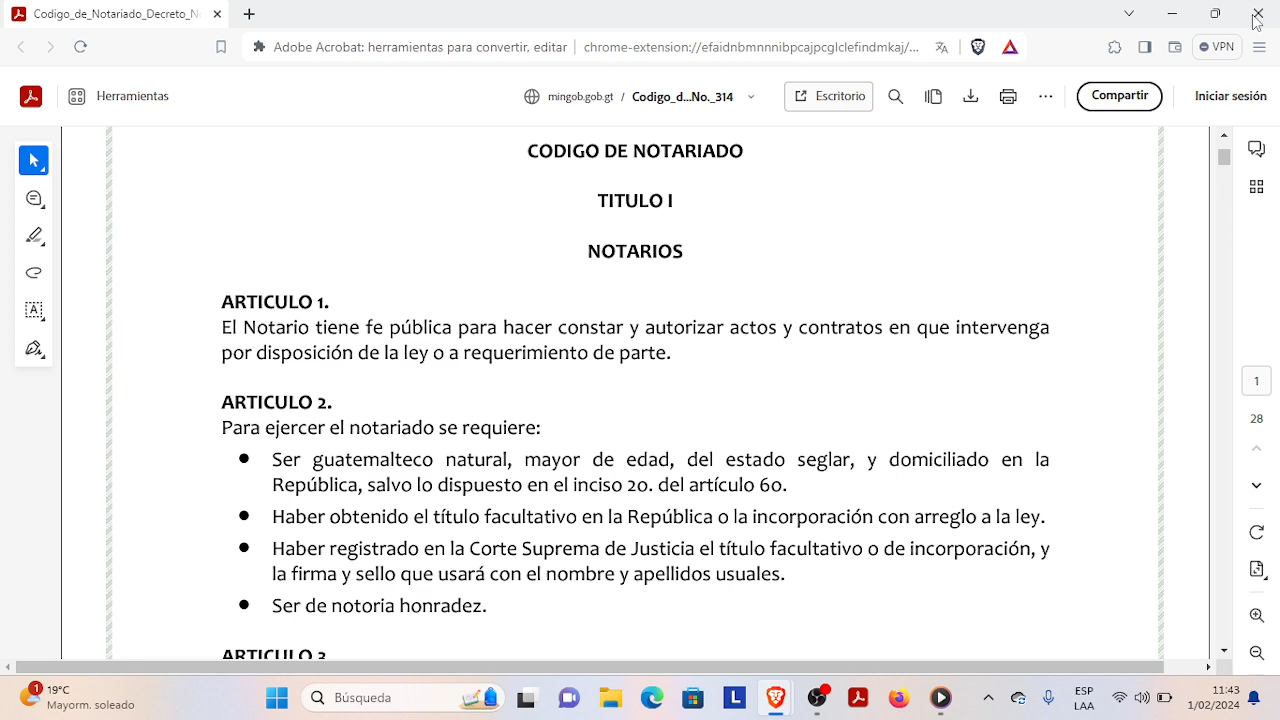 Codigo_de_Notariado_Decreto_N
Adobe Acrobat: herramientas para convertir, editar
chrome-extension://efaidnbmnnnibpcajpcglclefindmkaj/...
VPN
Herramientas
mingob.gob.gt / Codigo_d...No._314
Escritorio
Compartir
Iniciar sesión
CODIGO DE NOTARIADO
TITULO I
NOTARIOS
ARTICULO 1.
El Notario tiene fe pública para hacer constar y autorizar actos y contratos en que intervenga
por disposición de la ley o a requerimiento de parte.
ARTICULO 2.
Para ejercer el notariado se requiere:
● Ser guatemalteco natural, mayor de edad, del estado seglar, y domiciliado en la
República, salvo lo dispuesto en el inciso 2o. del artículo 6o.
● Haber obtenido el título facultativo en la República o la incorporación con arreglo a la ley.
● Haber registrado en la Corte Suprema de Justicia el título facultativo o de incorporación, y
la firma y sello que usará con el nombre y apellidos usuales.
● Ser de notoria honradez.
ARTICULO 3.
1
28
1
19°C
Mayorm. soleado
Búsqueda
L
ESP
LAA
11:43
1/02/2024